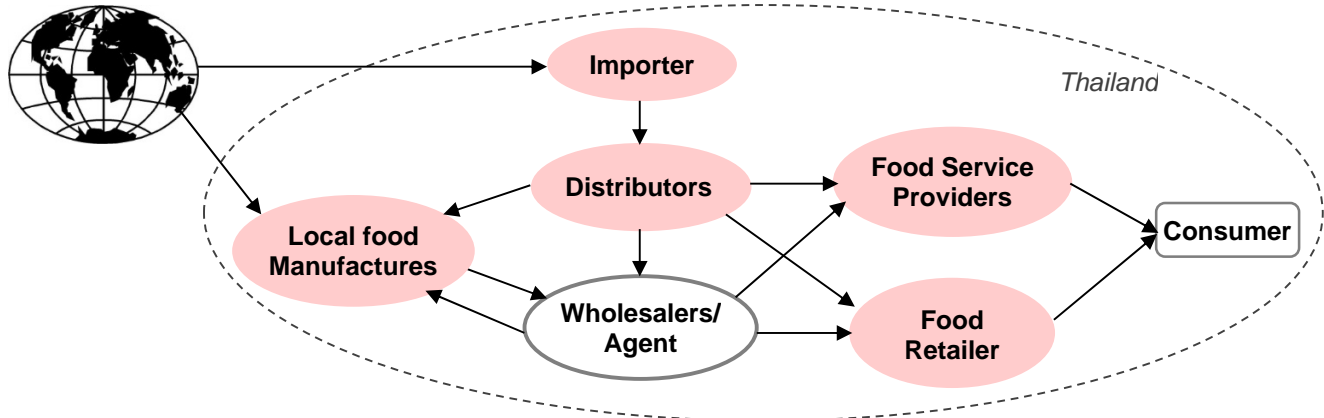 Importer
Thailand
Distributors
Food Service
Providers
Local food
Manufactures
Consumer
Wholesalers/
Agent
Food
Retailer